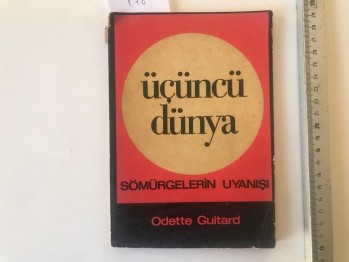 üçüncü
dünya
SÖMÜRGELERİN UYANIŞI
Odette Guitard